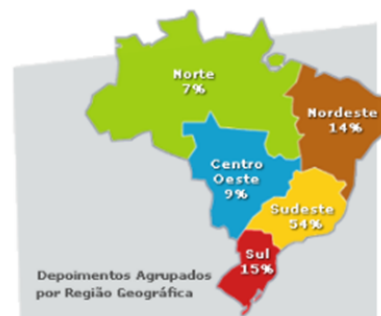 Norte
7%
Nordeste
14%
Centro
Oeste
9%
Sudeste
54%
Sul
15%
Depoimentos Agrupados
por Região Geográfica